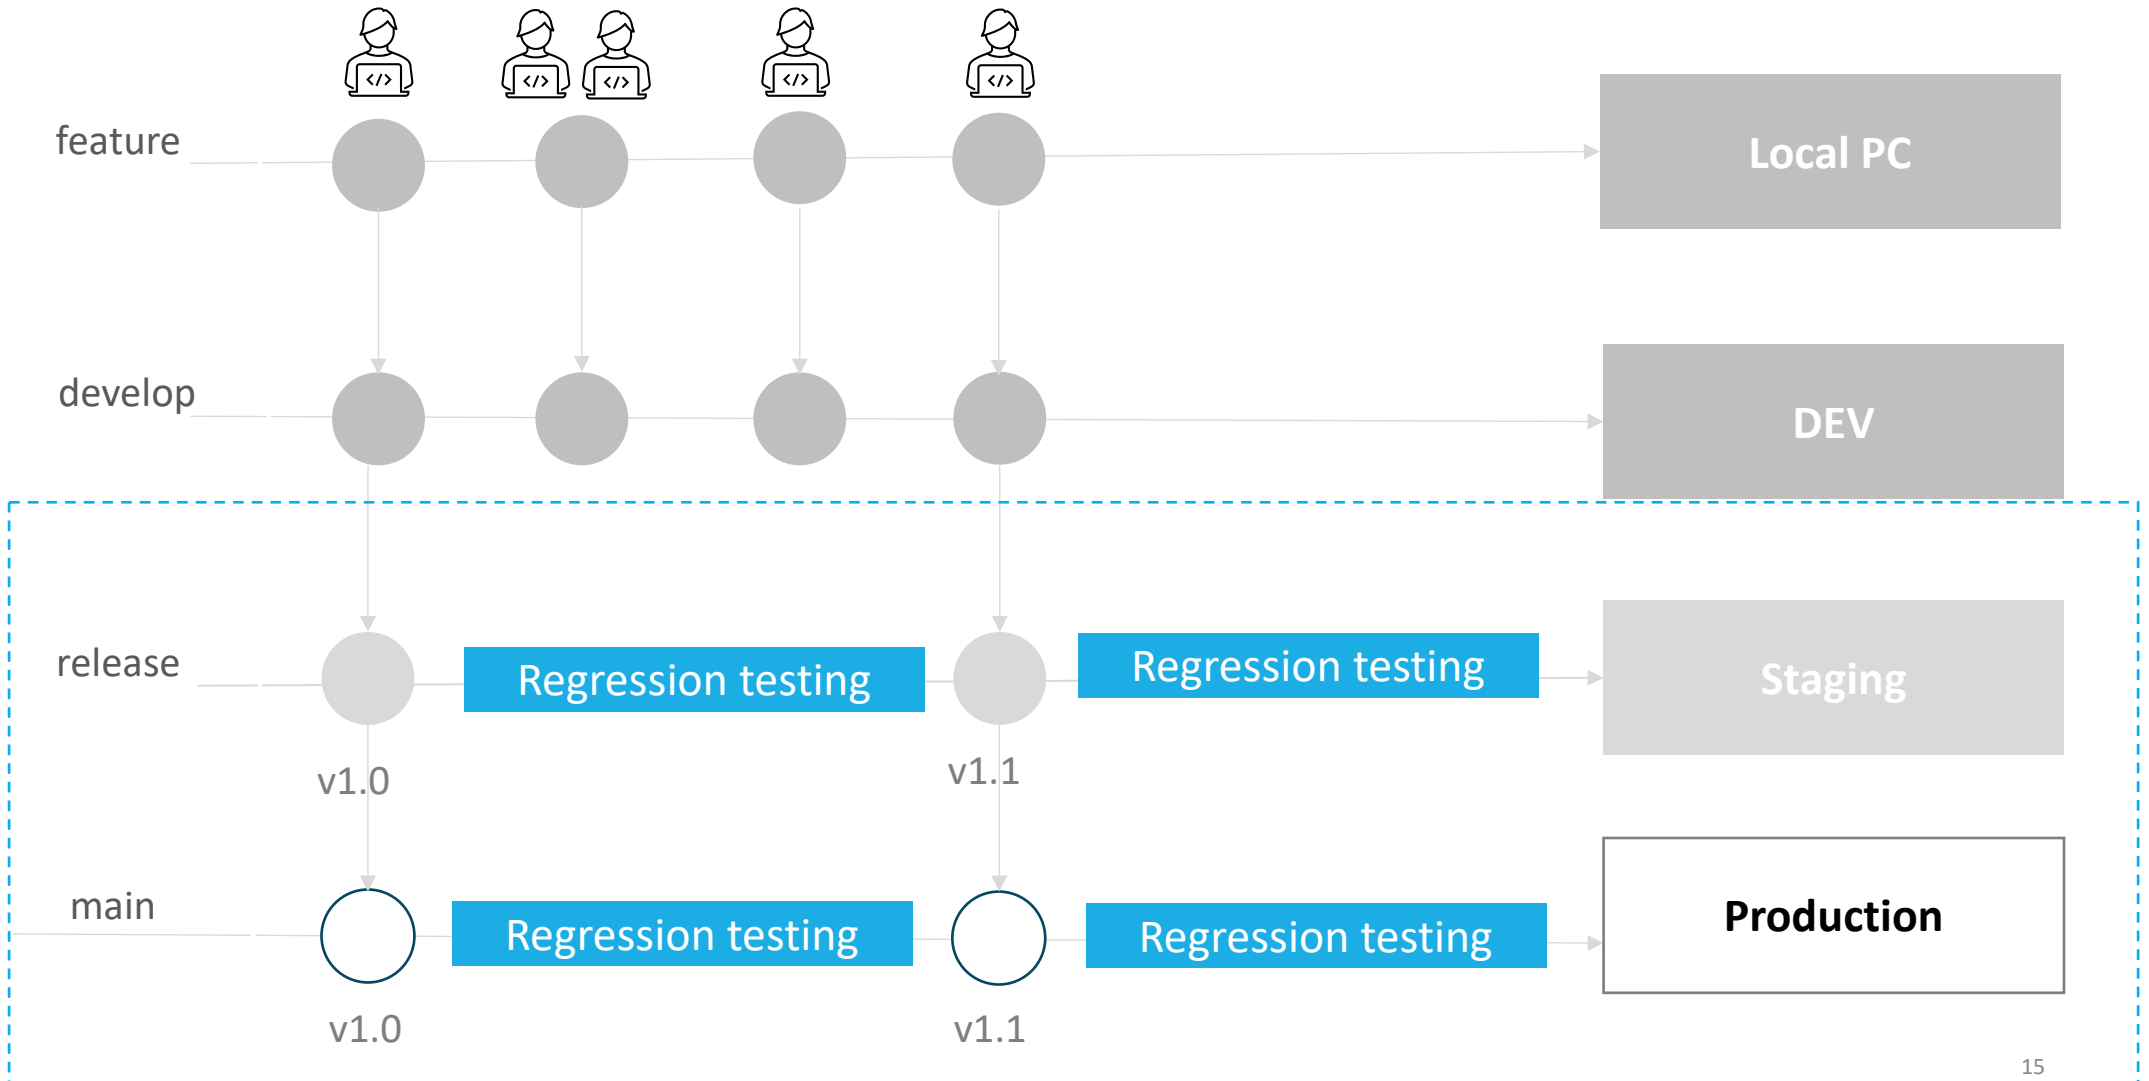 </> </> </> </> </>
feature
Local PC
develop
DEV
release
Regression testing
Regression testing
Staging
v1.0
v1.1
main
Regression testing
Regression testing
Production
v1.0
v1.1
15